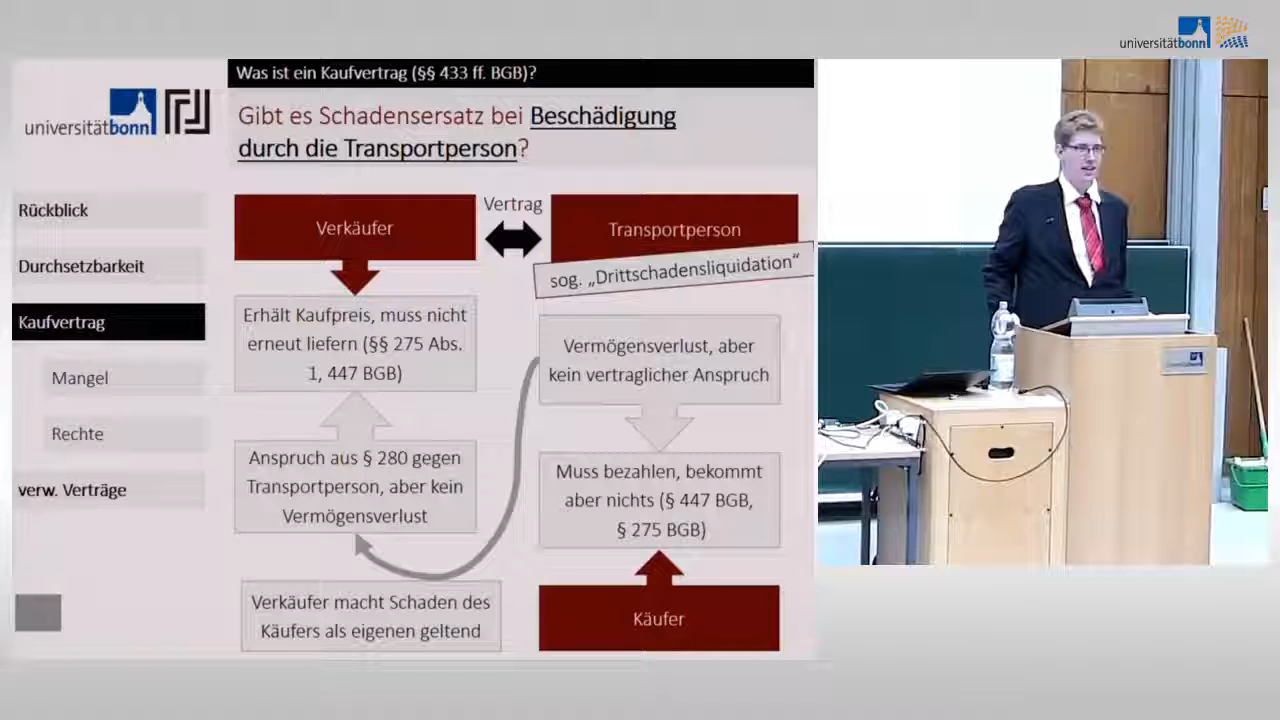 universitätbonn
Was ist ein Kaufvertrag (§§ 433 ff. BGB)?
universitätbonn
Gibt es Schadensersatz bei Beschädigung
durch die Transportperson?
Rückblick
Durchsetzbarkeit
Kaufvertrag
Mangel
Rechte
verw. Verträge
Verkäufer
Vertrag
Transportperson
sog. „Drittschadensliquidation“
Erhält Kaufpreis, muss nicht
erneut liefern (§§ 275 Abs.
1, 447 BGB)
Vermögensverlust, aber
kein vertraglicher Anspruch
Anspruch aus § 280 gegen
Transportperson, aber kein
Vermögensverlust
Muss bezahlen, bekommt
aber nichts (§ 447 BGB,
§ 275 BGB)
Verkäufer macht Schaden des
Käufers als eigenen geltend
Käufer